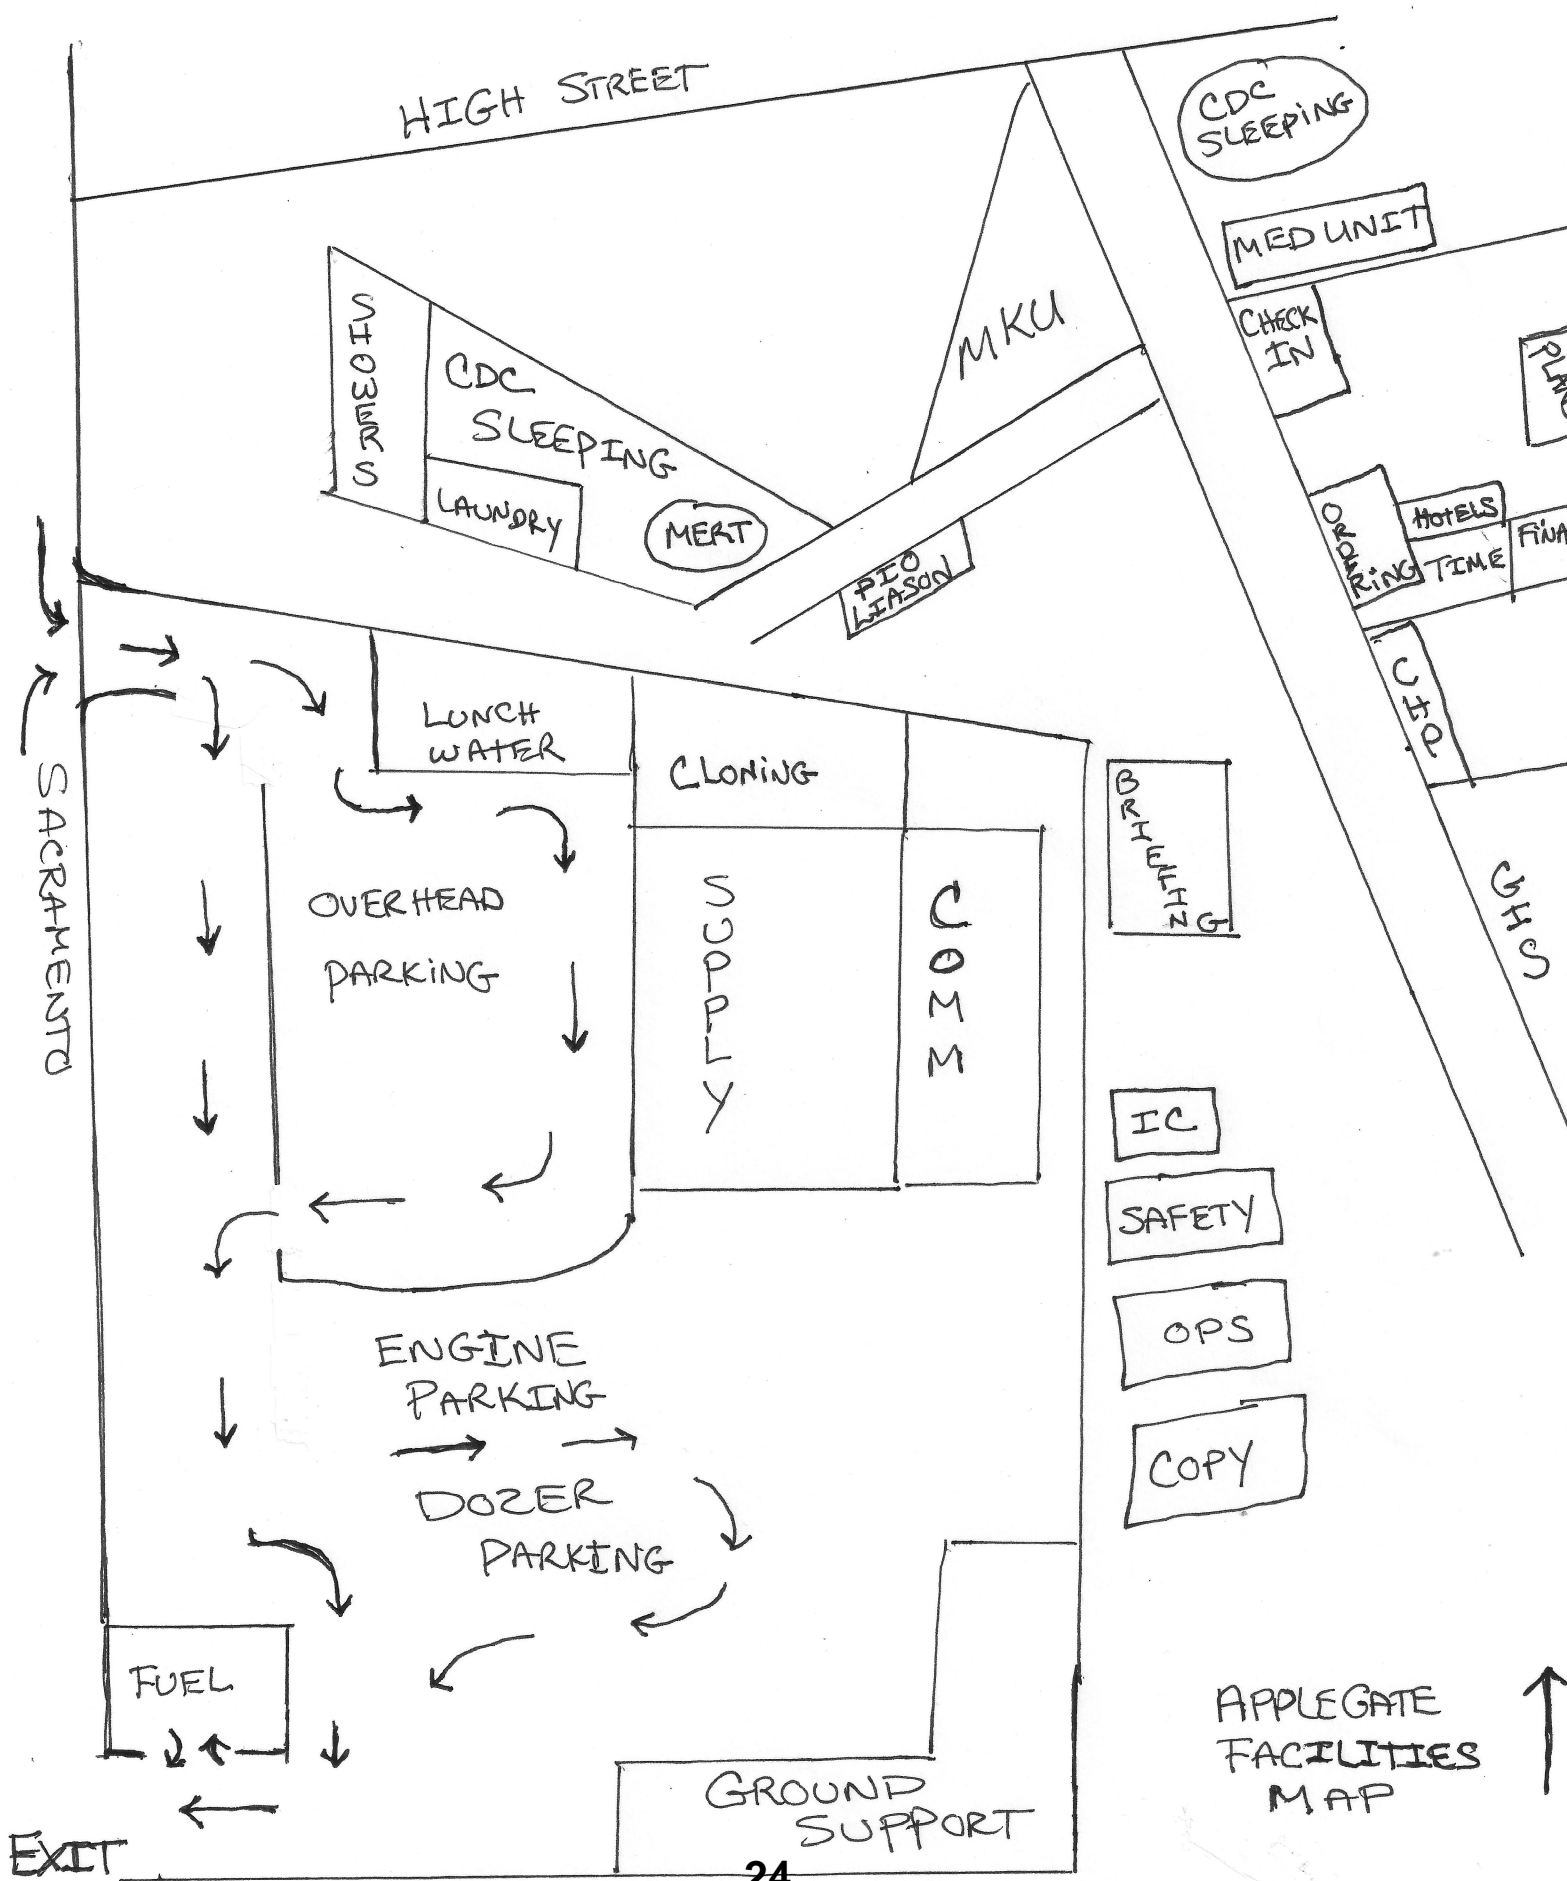 HIGH STREET
CDC
SLEEPING
MED UNIT
CHECK
IN
MKU
SHOWERS
CDC
SLEEPING
LAUNDRY
MERT
PIO
LIASON
ORDERING
HOTELS
TIME
FINA
LUNCH
WATER
CLONING
BRIEFING
SACRAMENTO
OVERHEAD
PARKING
SUPPLY
COMM
GHS
IC
SAFETY
OPS
COPY
ENGINE
PARKING
DOZER
PARKING
FUEL
GROUND
SUPPORT
EXIT
APPLEGATE
FACILITIES
MAP
24